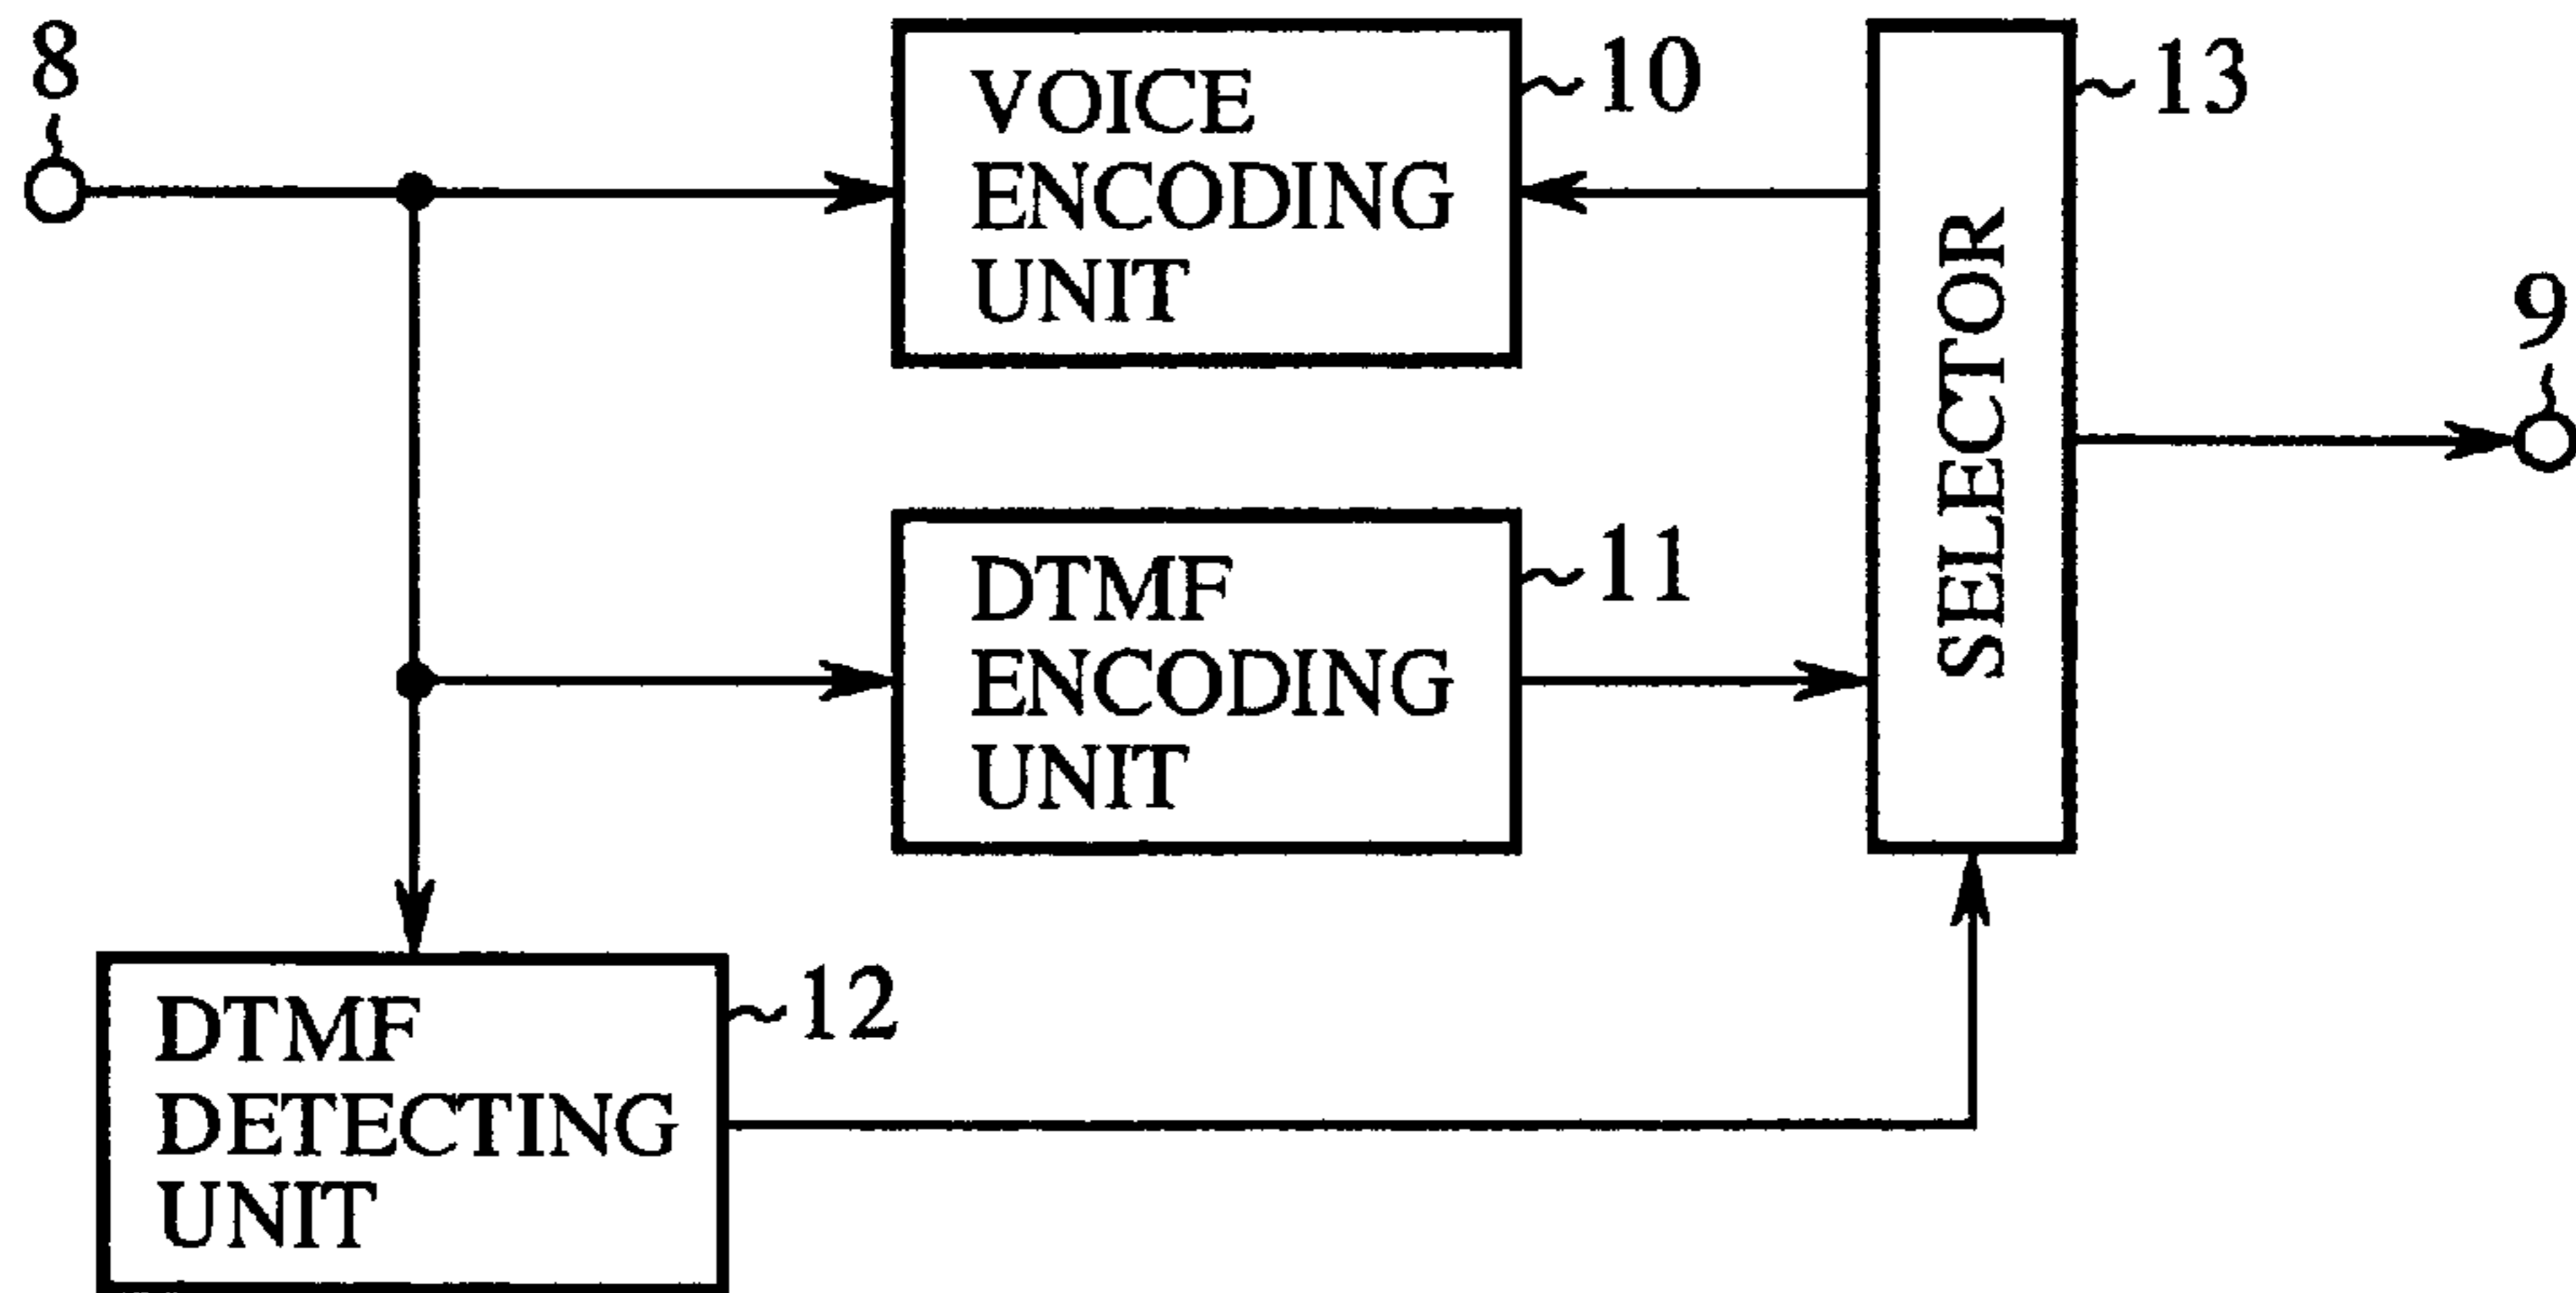 8
VOICE
ENCODING
UNIT
10
13
SELECTOR
9
DTMF
ENCODING
UNIT
11
DTMF
DETECTING
UNIT
12